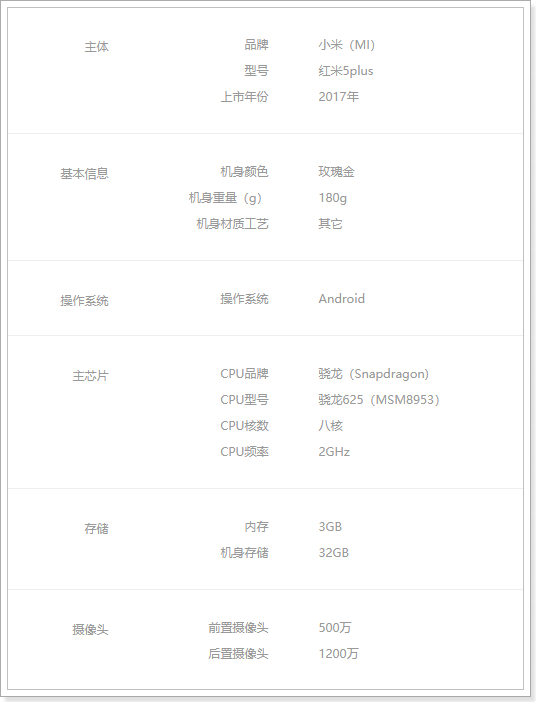 主体 品牌 小米（MI）
型号 红米5plus
上市年份 2017年
基本信息 机身颜色 玫瑰金
机身重量（g） 180g
机身材质工艺 其它
操作系统 操作系统 Android
主芯片 CPU品牌 骁龙（Snapdragon)
CPU型号 骁龙625（MSM8953）
CPU核数 八核
CPU频率 2GHz
存储 内存 3GB
机身存储 32GB
摄像头 前置摄像头 500万
后置摄像头 1200万